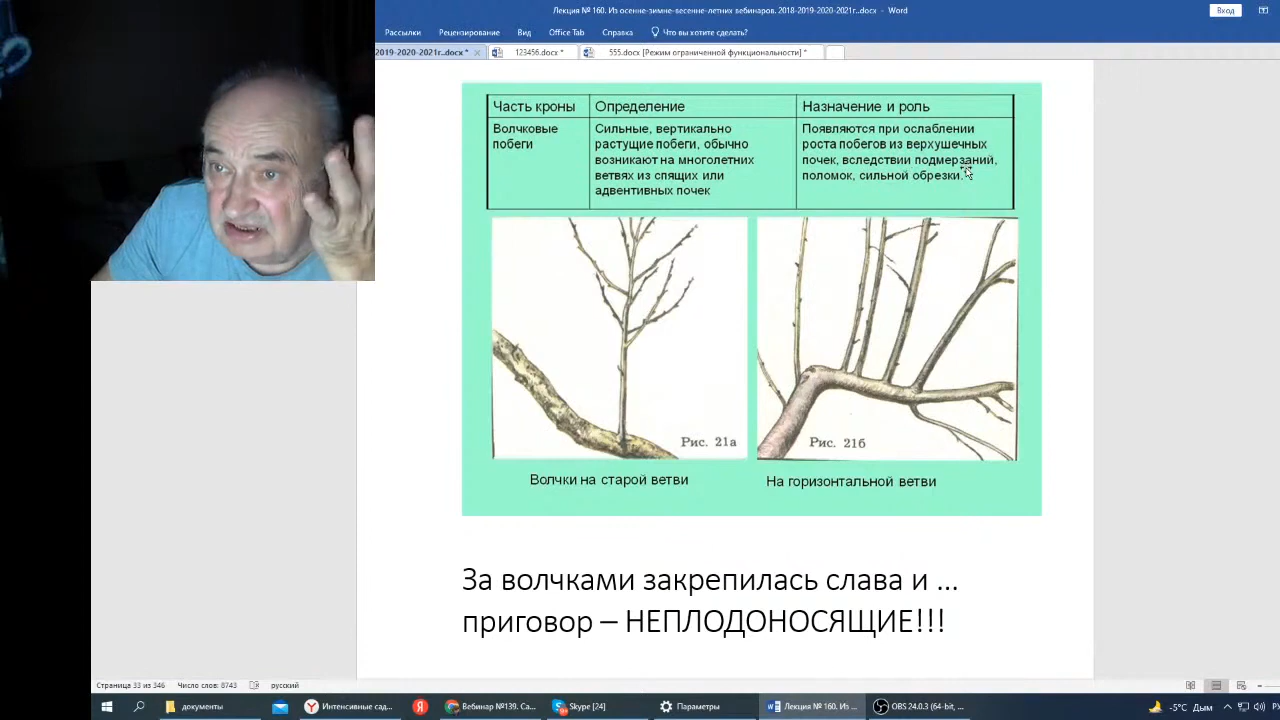 Лекция № 160. Из осенне-зимне-весенне-летних вебинаров. 2018-2019-2020-2021г..docx - Word
Вход
Рассылки Рецензирование Вид Office Tab Справка Что вы хотите сделать?
2019-2020-2021г..docx * 123456.docx * 555.docx [Режим ограниченной функциональности] *
Часть кроны Определение Назначение и роль
Волчковые Сильные, вертикально Появляются при ослаблении
побеги растущие побеги, обычно роста побегов из верхушечных
возникают на многолетних почек, вследствии подмерзаний,
ветвях из спящих или поломок, сильной обрезки.
адвентивных почек
Рис. 21а Рис. 21б
Волчки на старой ветви На горизонтальной ветви
За волчками закрепилась слава и ...
приговор – НЕПЛОДОНОСЯЩИЕ!!!
Страница 33 из 346 Число слов: 8743 русский
документы Интенсивные сад... Вебинар №139. Са... Skype [24] Параметры Лекция № 160. Из ... OBS 24.0.3 (64-bit, ... -5°C Дым